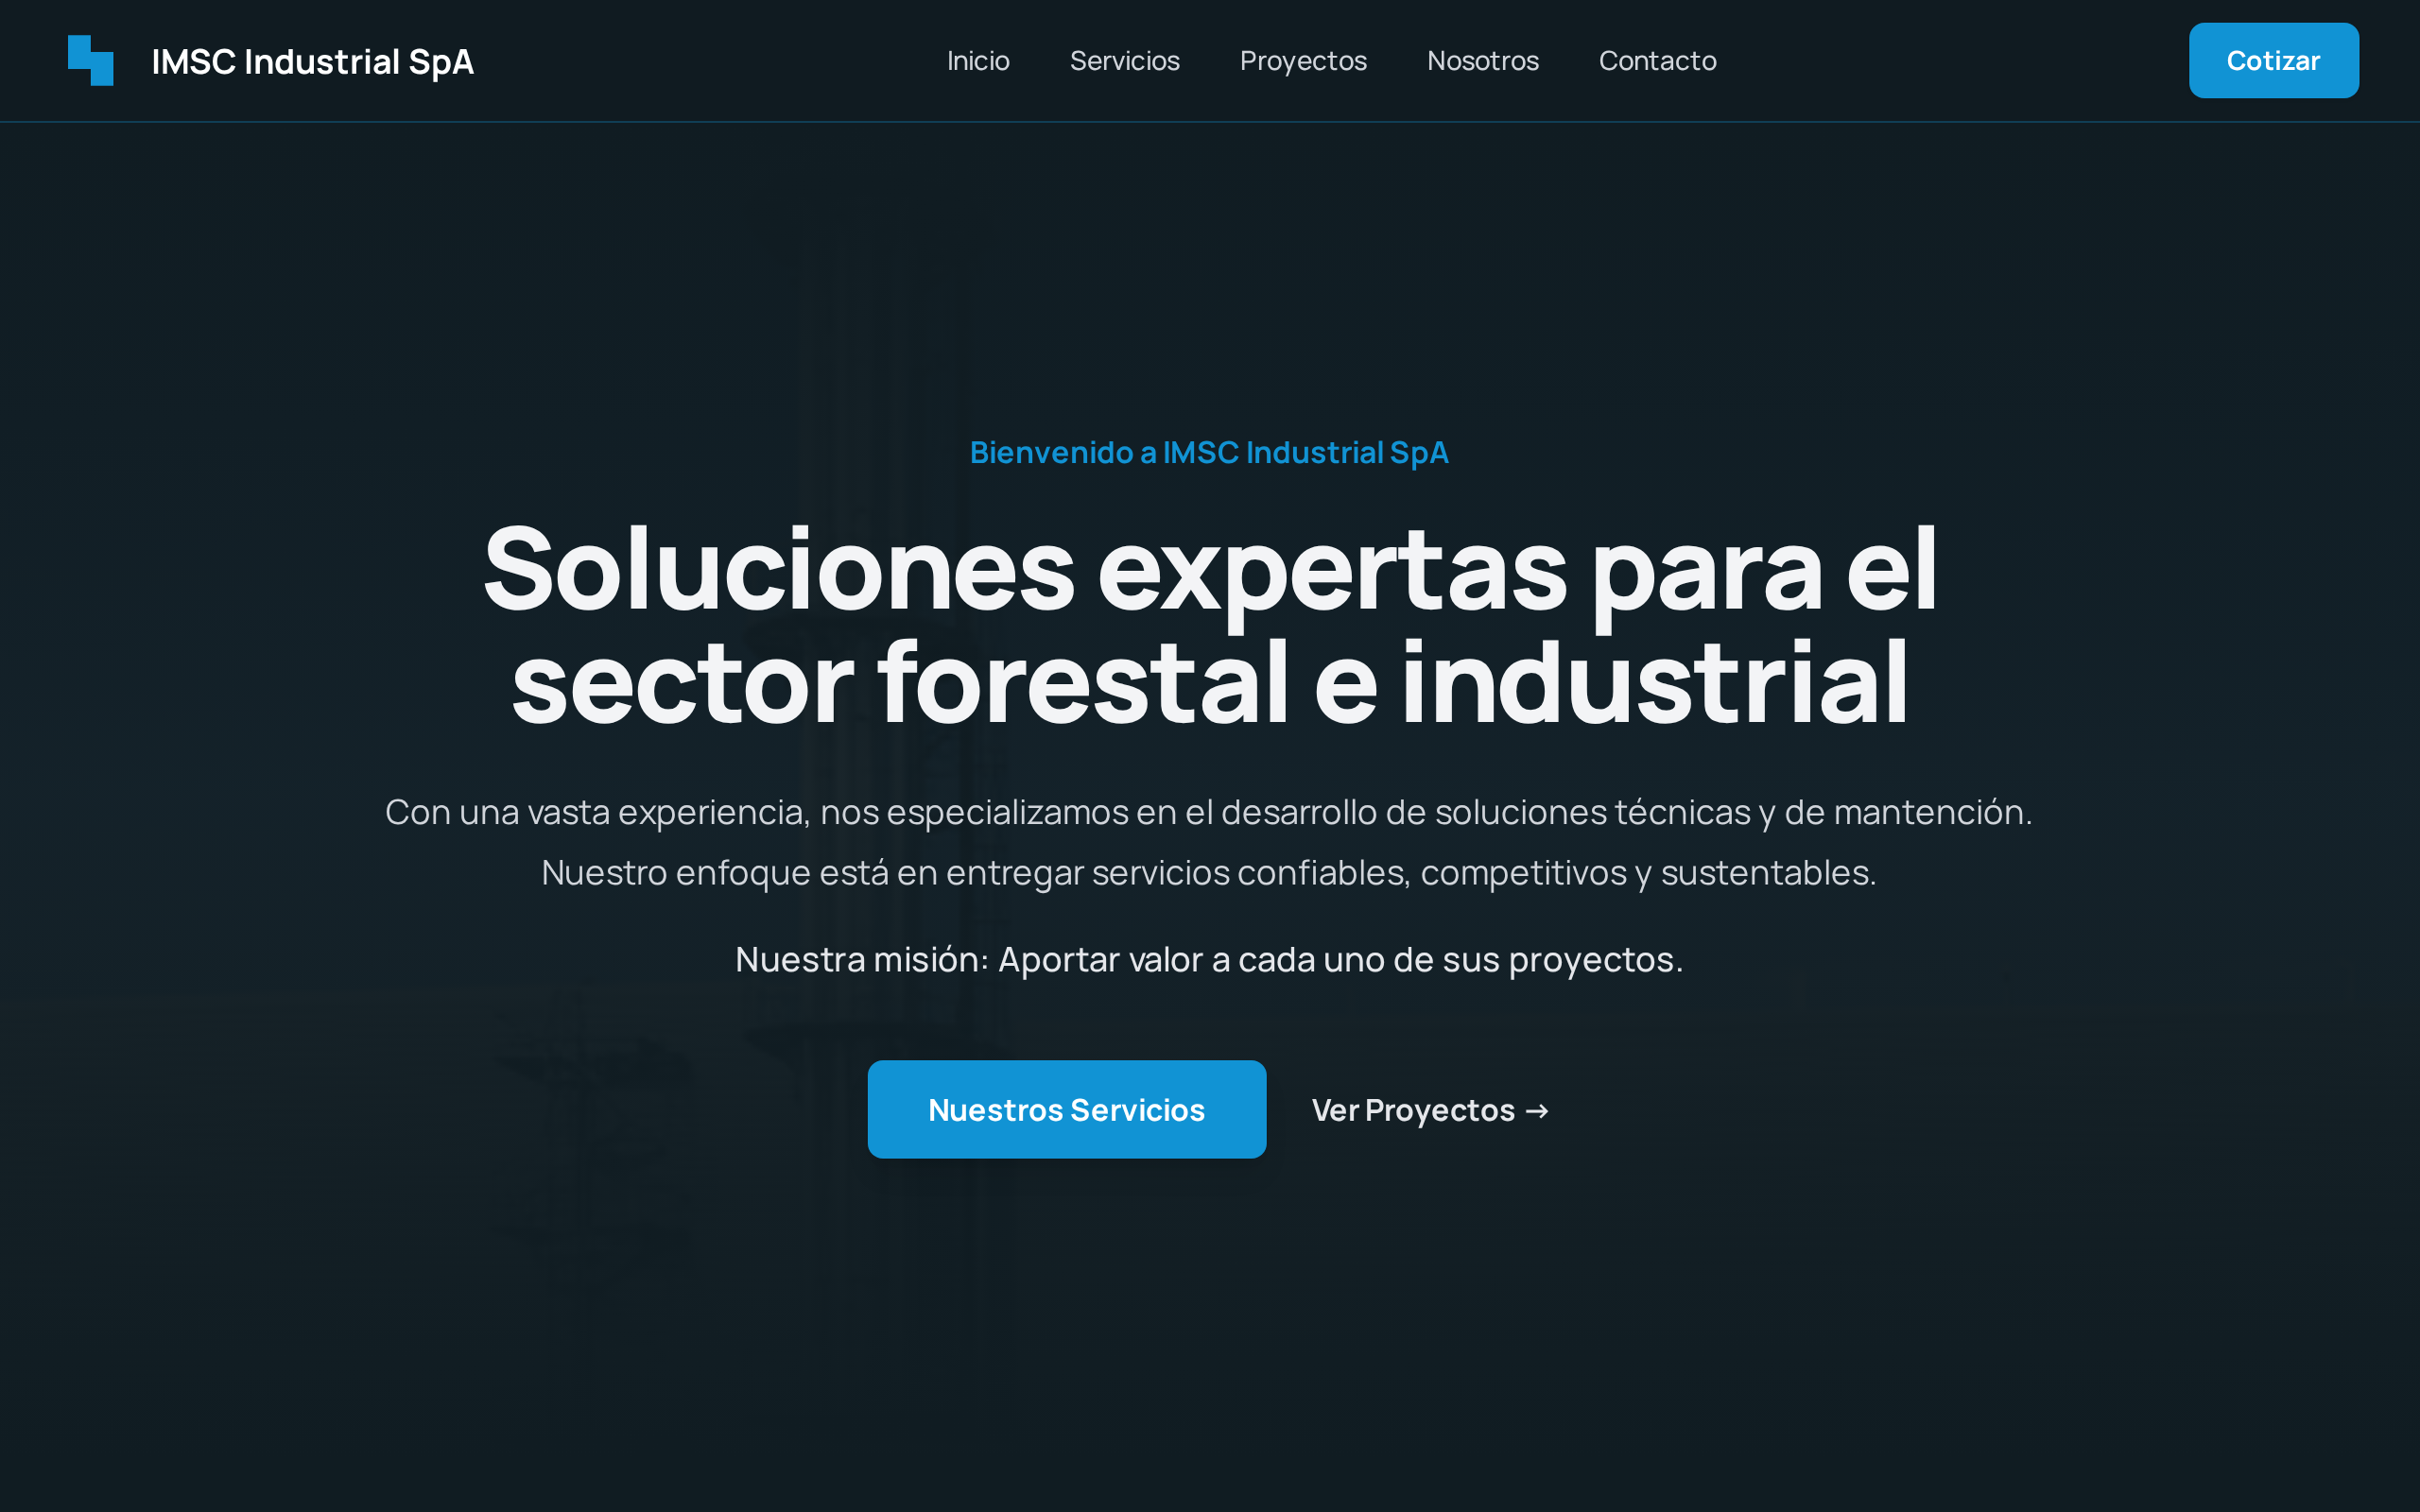 IMSC Industrial SpA
Inicio
Servicios
Proyectos
Nosotros
Contacto
Cotizar
Bienvenido a IMSC Industrial SpA
Soluciones expertas para el
sector forestal e industrial
Con una vasta experiencia, nos especializamos en el desarrollo de soluciones técnicas y de mantención.
Nuestro enfoque está en entregar servicios confiables, competitivos y sustentables.
Nuestra misión: Aportar valor a cada uno de sus proyectos.
Nuestros Servicios
Ver Proyectos →